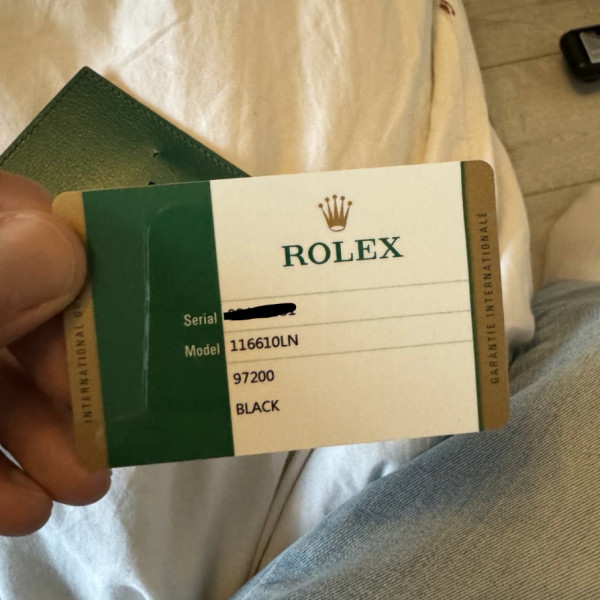 ROLEX
Serial
Model 116610LN
97200
BLACK
INTERNATIONAL
GARANTIE INTERNATIONALE